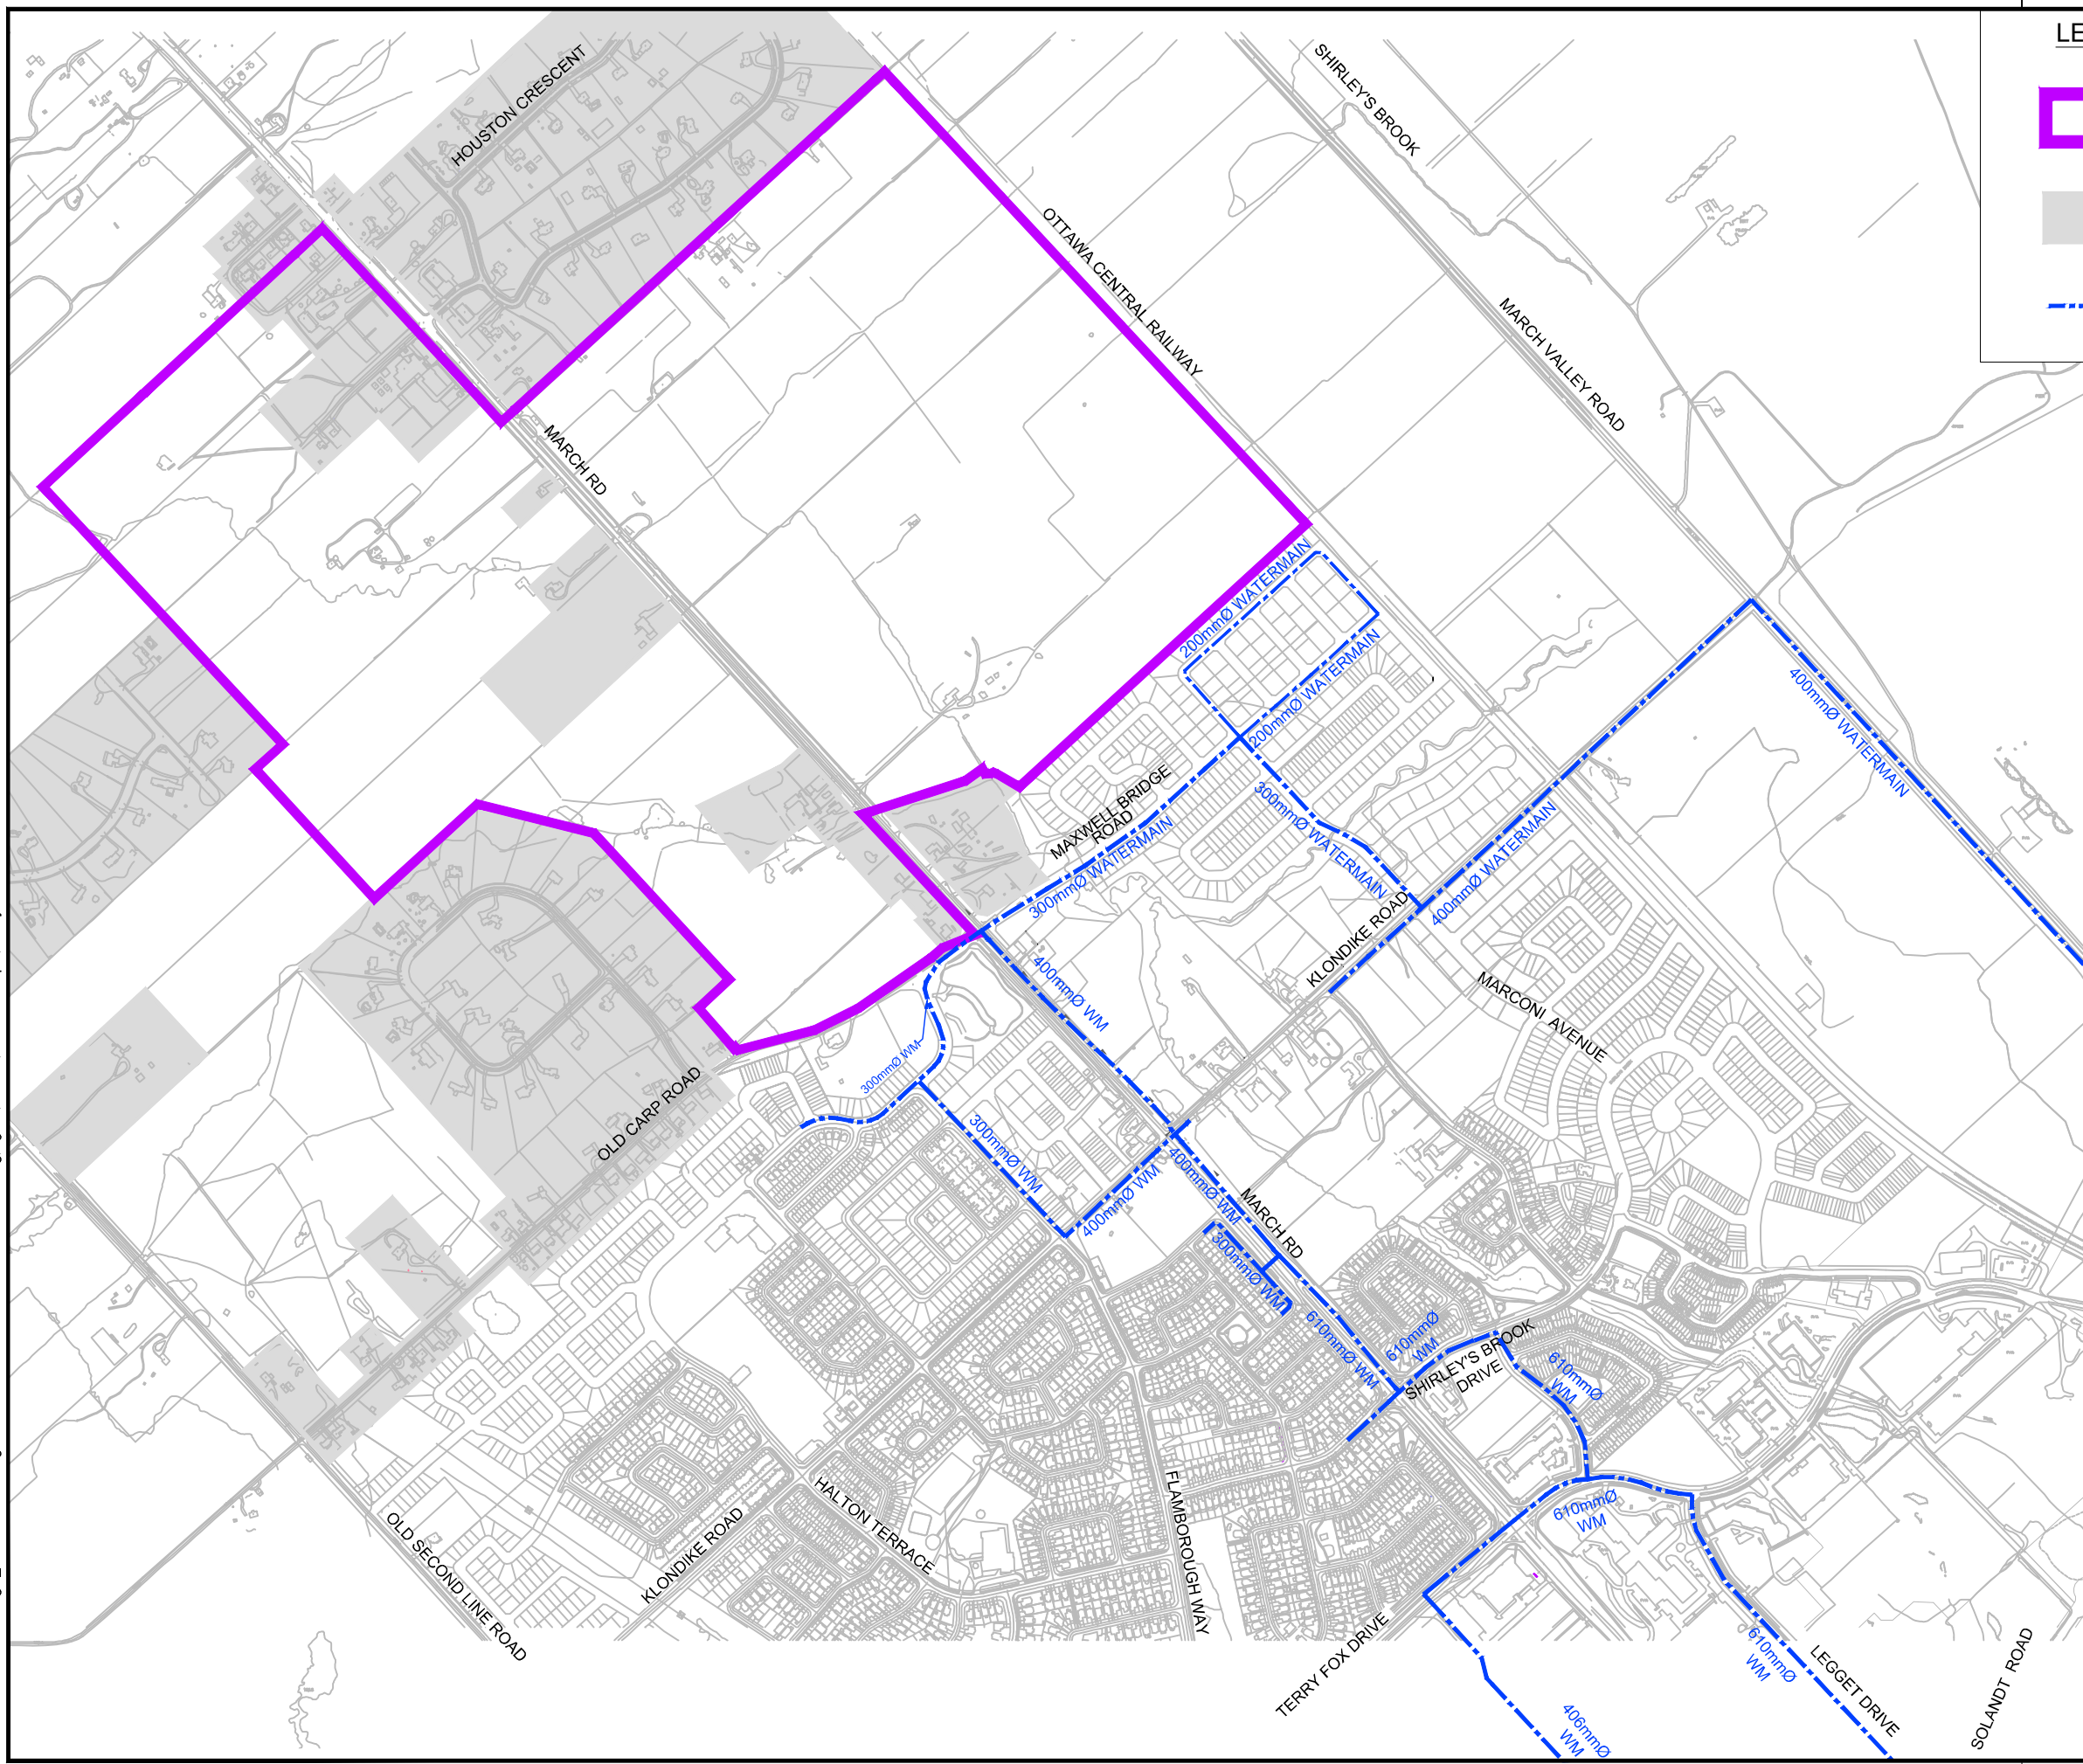 LE
HOUSTON CRESCENT
SHIRLEY'S BROOK
OTTAWA CENTRAL RAILWAY
MARCH VALLEY ROAD
MARCH RD
200mmØ WATERMAIN
200mmØ WATERMAIN
400mmØ WATERMAIN
MAXWELL BRIDGE
ROAD
300mmØ WATERMAIN
300mmØ WATERMAIN
400mmØ WATERMAIN
KLONDIKE ROAD
400mmØ WM
MARCONI AVENUE
300mmØ WM
OLD CARP ROAD
300mmØ WM
400mmØ WM
400mmØ WM
MARCH RD
300mmØ WM
610mmØ WM
610mmØ
WM
SHIRLEY'S BROOK
DRIVE
610mmØ
WM
610mmØ
WM
HALTON TERRACE
FLAMBOROUGH WAY
KLONDIKE ROAD
OLD SECOND LINE ROAD
TERRY FOX DRIVE
610mmØ
WM
LEGGET DRIVE
SOLANDT ROAD
406mmØ
WM